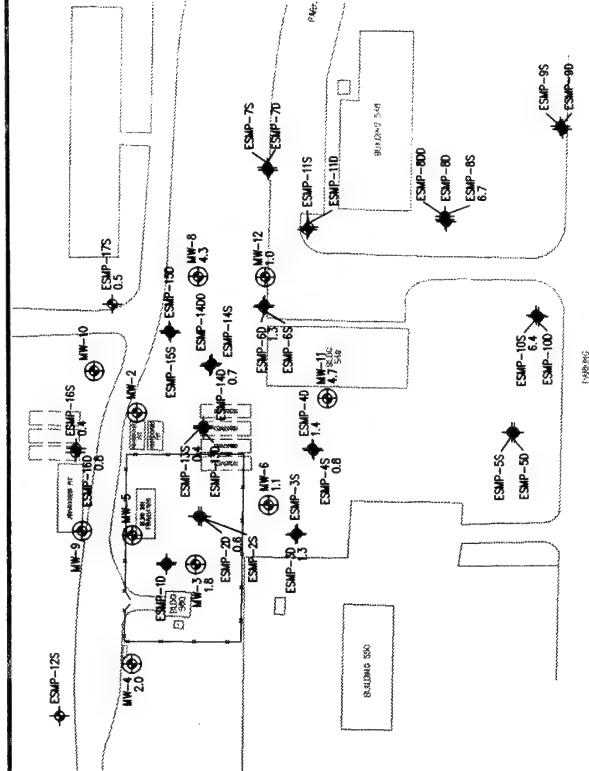 ESMP-12S
MW-4
2.0
MW-9
ESMP-16D
0.8
ESMP-16S
0.4
MW-10
ESMP-17S
0.5
MW-5
MW-2
ESMP-1D
BLDG
MW-3
1.8
ESMP-2D
0.6
ESMP-2S
ESMP-13S
0.4
ESMP-13D
ESMP-14D
0.7
ESMP-14S
ESMP-14DD
ESMP-15S
ESMP-15D
MW-8
4.3
MW-12
1.0
ESMP-6D
1.3
ESMP-6S
ESMP-7S
ESMP-7D
ESMP-11S
ESMP-11D
MW-6
1.1
ESMP-3S
ESMP-3D
1.3
ESMP-4D
1.4
ESMP-4S
0.8
MW-11
4.7
BLDG
BUILDING 550
ESMP-5S
ESMP-5D
ESMP-10S
6.4
ESMP-10D
ESMP-8DD
ESMP-8D
ESMP-8S
6.7
ESMP-9S
ESMP-9D
PARKING